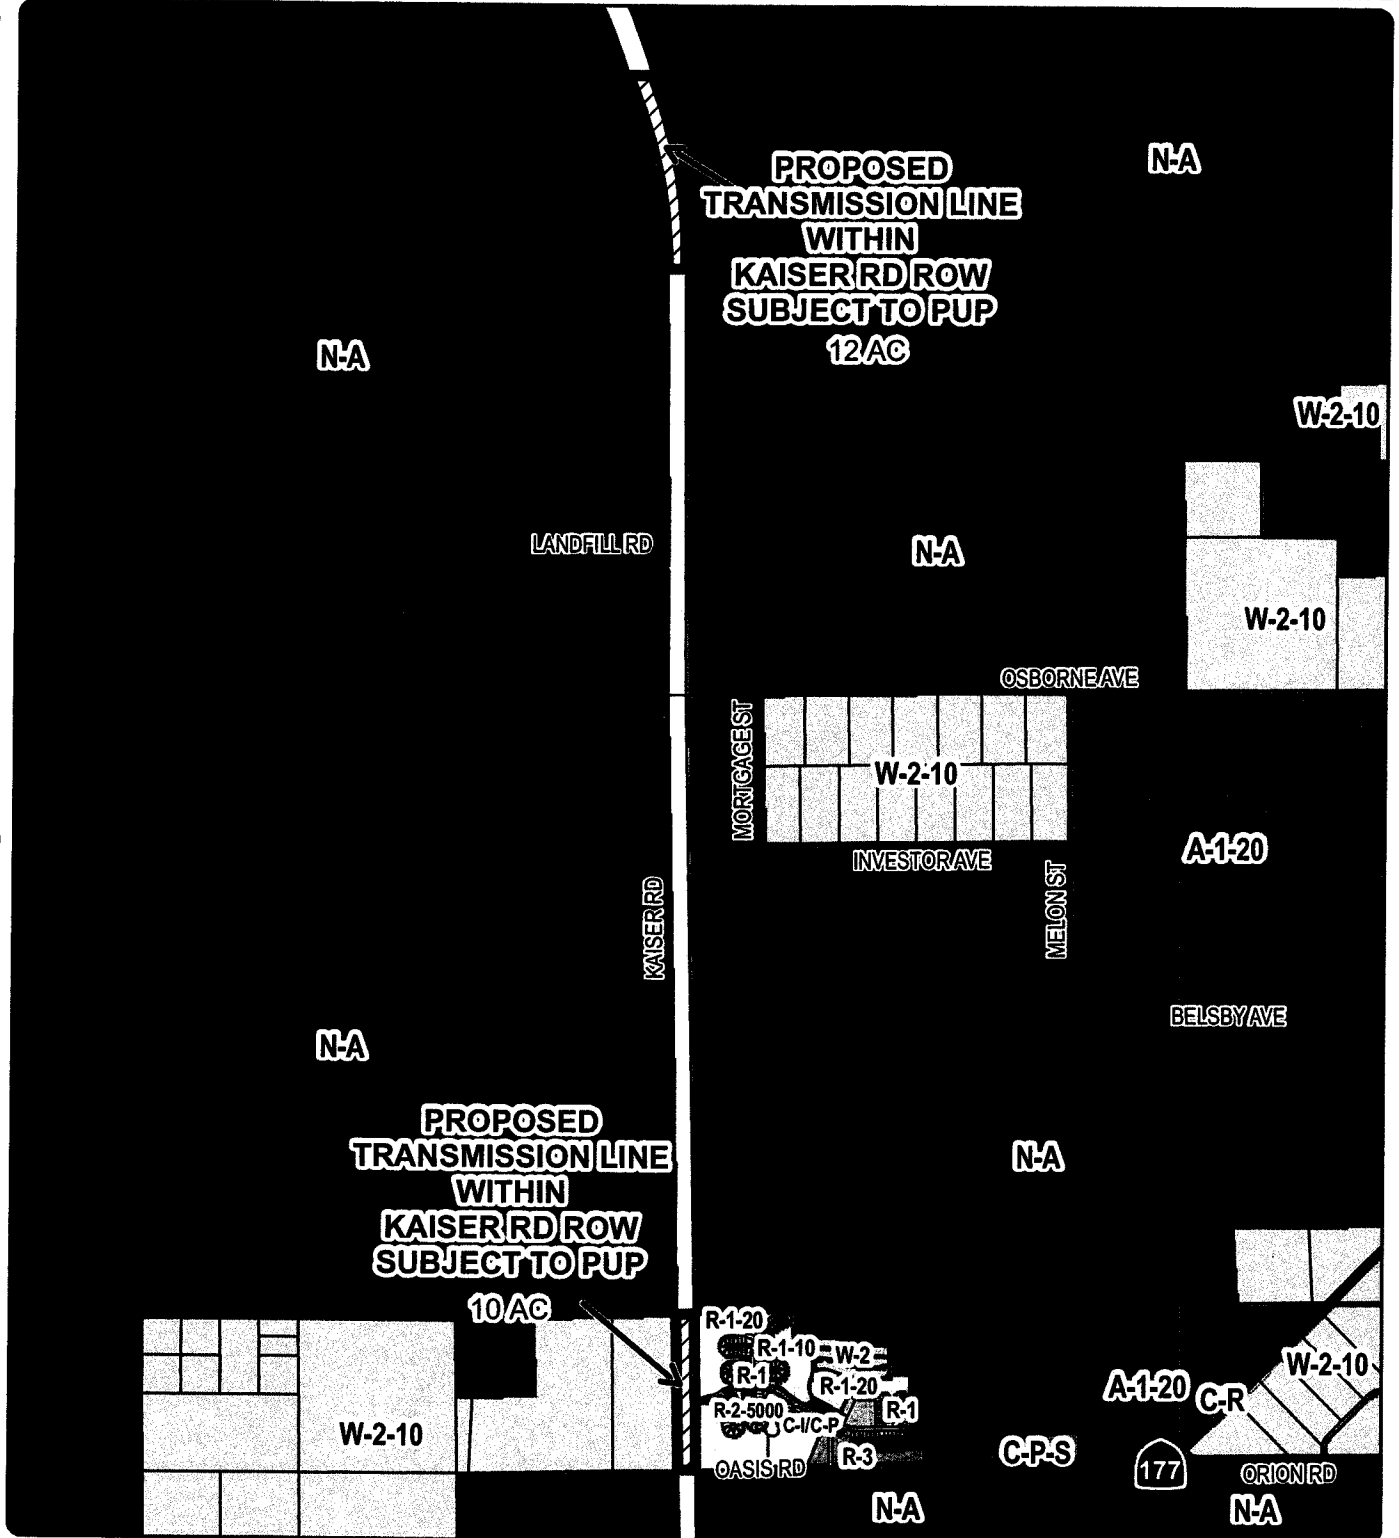 N-A
PROPOSED
TRANSMISSION LINE
WITHIN
KAISER RD ROW
SUBJECT TO PUP
12 AC
N-A
W-2-10
LANDFILL RD
N-A
W-2-10
OSBORNE AVE
MORTGAGE ST
W-2-10
A-1-20
INVESTOR AVE
MELON ST
KAISER RD
BELSBY AVE
N-A
PROPOSED
TRANSMISSION LINE
WITHIN
KAISER RD ROW
SUBJECT TO PUP
10 AC
N-A
R-1-20
R-1-10
W-2
R-1
R-1-20
W-2-10
A-1-20
C-R
R-2-5000
C-1/C-P
R-1
W-2-10
R-3
C-P-S
OASIS RD
177
ORION RD
N-A
N-A